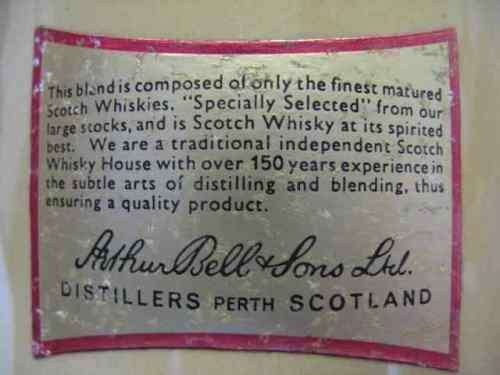 This blend is composed of only the finest matured
Scotch Whiskies. "Specially Selected" from our
large stocks, and is Scotch Whisky at its spirited
best. We are a traditional independent Scotch
Whisky House with over 150 years experience in
the subtle arts of distilling and blending, thus
ensuring a quality product.
Arthur Bell & Sons Ltd.
DISTILLERS PERTH SCOTLAND